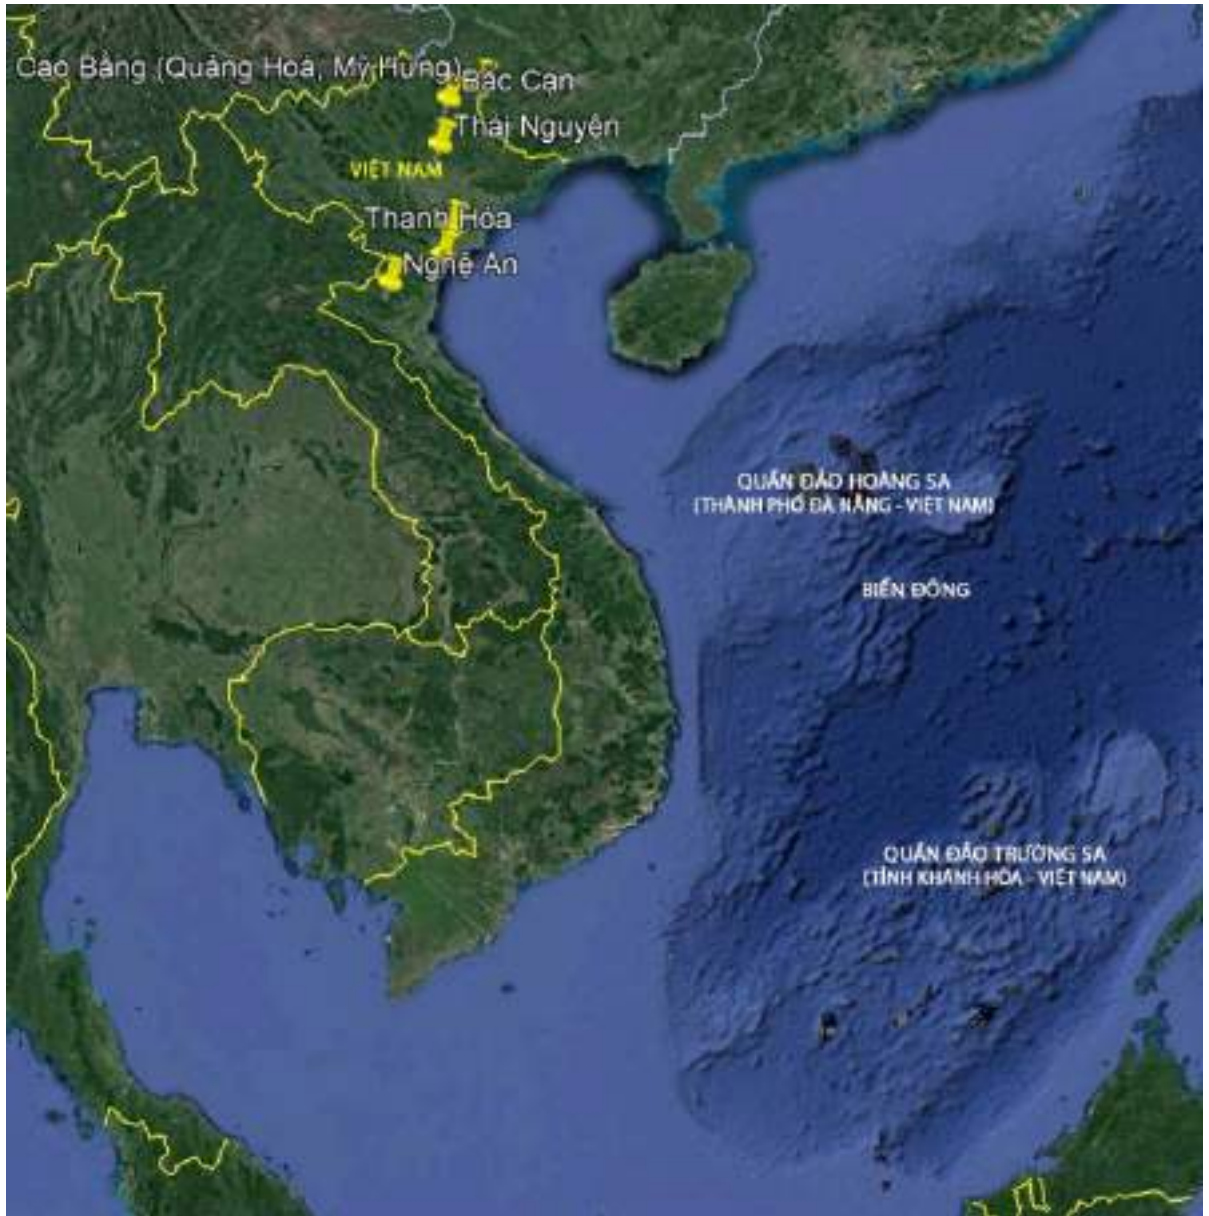 Cao Bằng (Quảng Hoà, Mỹ Hưng)
Bắc Cạn
Thái Nguyên
VIỆT NAM
Thanh Hóa
Nghệ An
QUẦN ĐẢO HOÀNG SA
(THÀNH PHỐ ĐÀ NẴNG - VIỆT NAM)
BIỂN ĐÔNG
QUẦN ĐẢO TRƯỜNG SA
(TỈNH KHÁNH HÒA - VIỆT NAM)